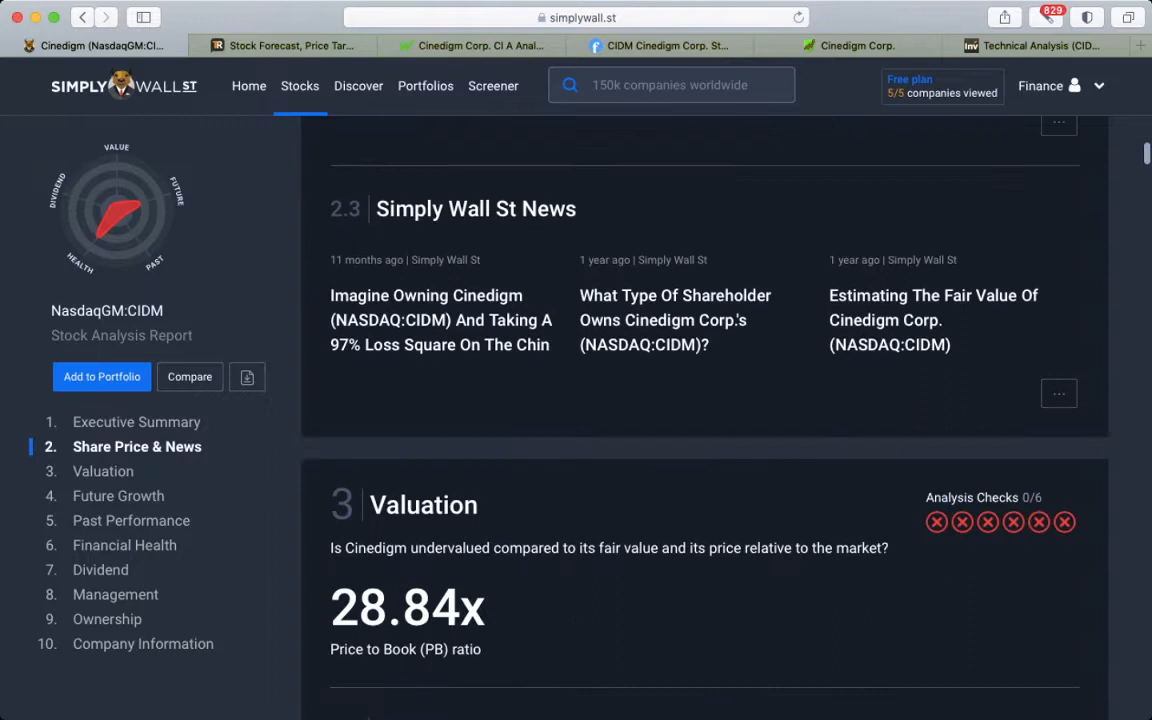 simplywall.st
829
Cinedigm (NasdaqGM:CI...
Stock Forecast, Price Tar...
Cinedigm Corp. Cl A Anal...
CIDM Cinedigm Corp. St...
Cinedigm Corp.
Inv
Technical Analysis (CID...
SIMPLY WALL ST
Home
Stocks
Discover
Portfolios
Screener
150k companies worldwide
Free plan
5/5 companies viewed
Finance
VALUE
FUTURE
PAST
HEALTH
DIVIDEND
NasdaqGM:CIDM
Stock Analysis Report
Add to Portfolio
Compare
1. Executive Summary
2. Share Price & News
3. Valuation
4. Future Growth
5. Past Performance
6. Financial Health
7. Dividend
8. Management
9. Ownership
10. Company Information
...
2.3 Simply Wall St News
11 months ago | Simply Wall St
Imagine Owning Cinedigm
(NASDAQ:CIDM) And Taking A
97% Loss Square On The Chin
1 year ago | Simply Wall St
What Type Of Shareholder
Owns Cinedigm Corp.'s
(NASDAQ:CIDM)?
1 year ago | Simply Wall St
Estimating The Fair Value Of
Cinedigm Corp.
(NASDAQ:CIDM)
...
3 Valuation
Analysis Checks 0/6
Is Cinedigm undervalued compared to its fair value and its price relative to the market?
28.84x
Price to Book (PB) ratio